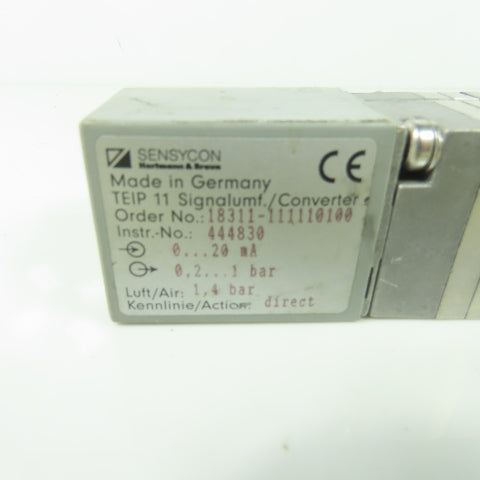 SENSYCON
Hartmann & Braun
CE
Made in Germany
TEIP 11 Signalumf./Converter
Order No.: 18311-111110100
Instr.-No.: 444830
0...20 mA
0,2...1 bar
Luft/Air: 1,4 bar
Kennlinie/Action: direct